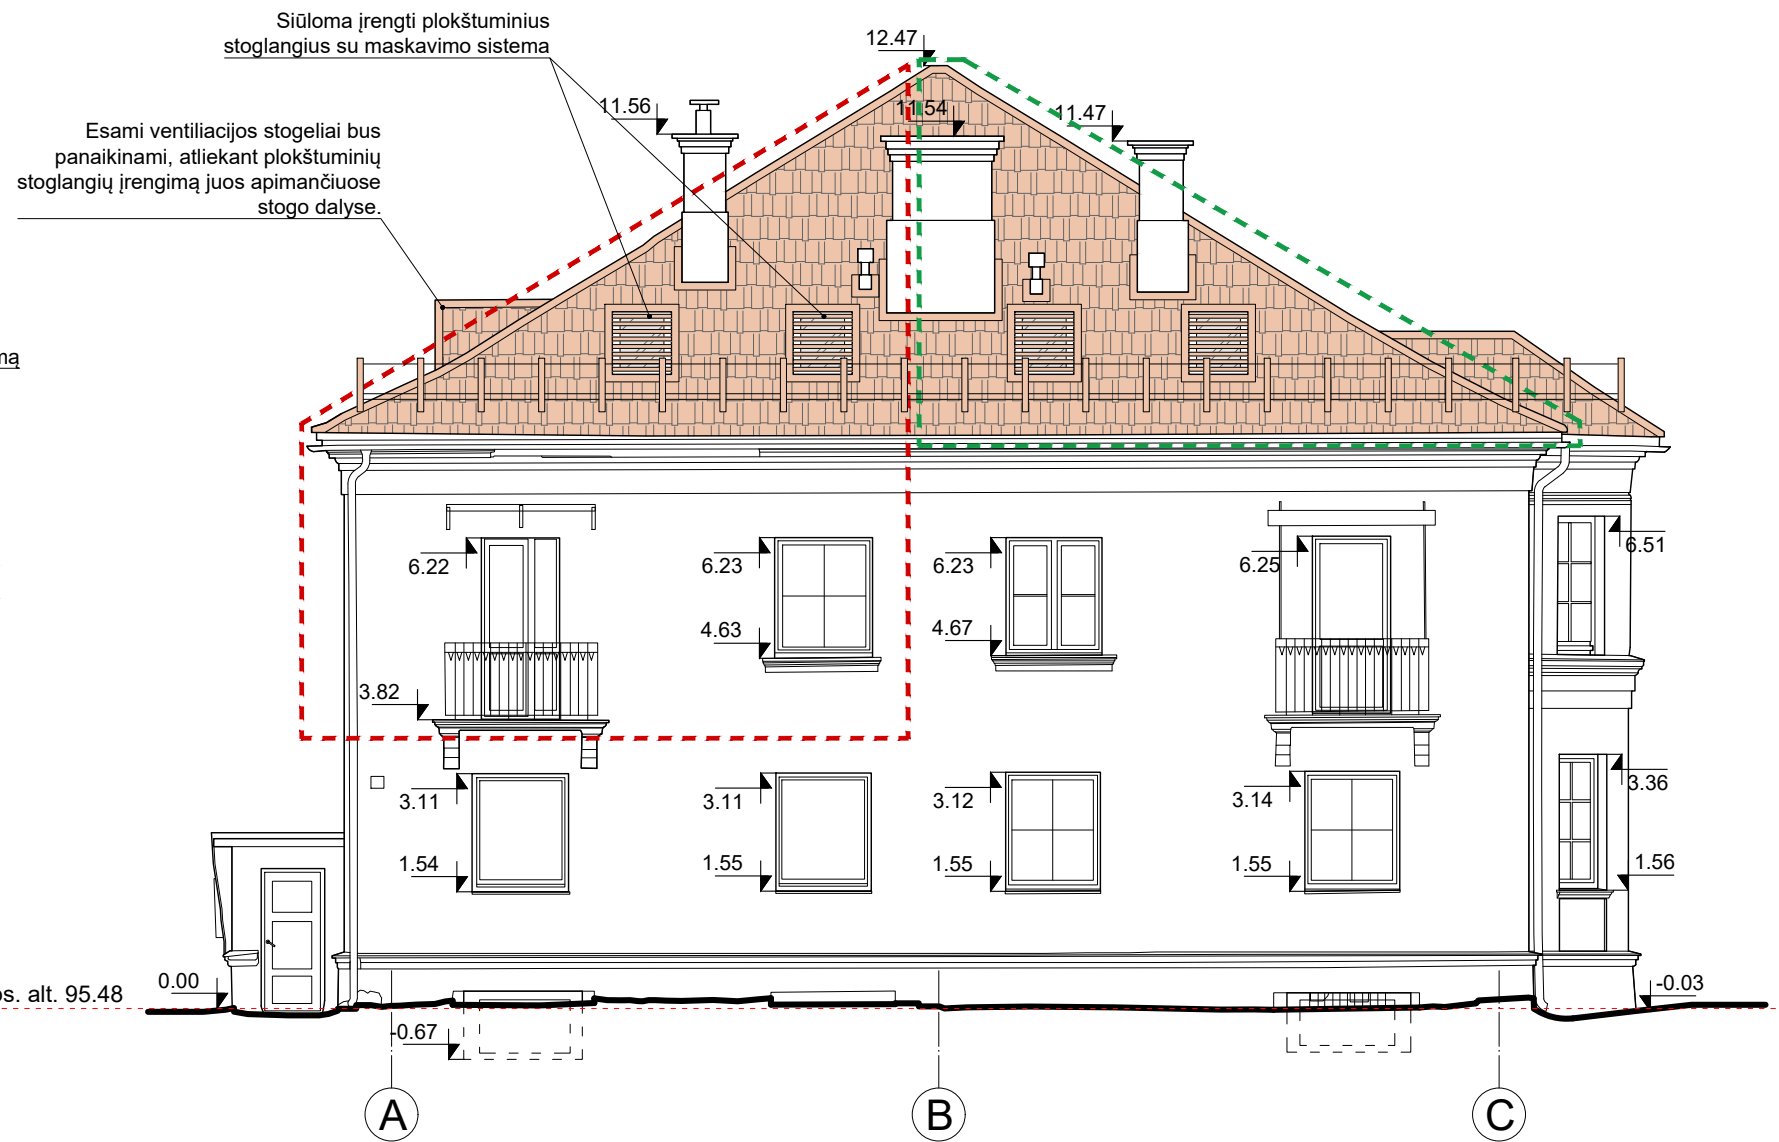 Siūloma įrengti plokštuminius
stoglangius su maskavimo sistema
12.47
11.56
11.54
11.47
Esami ventiliacijos stogeliai bus
panaikinami, atliekant plokštuminių
stoglangių įrengimą juos apimančiuose
stogo dalyse.
mą
6.22
6.23
6.23
6.25
6.51
4.63
4.67
3.82
3.11
3.11
3.12
3.14
3.36
1.54
1.55
1.55
1.55
1.56
0.00
os. alt. 95.48
-0.03
-0.67
A
B
C